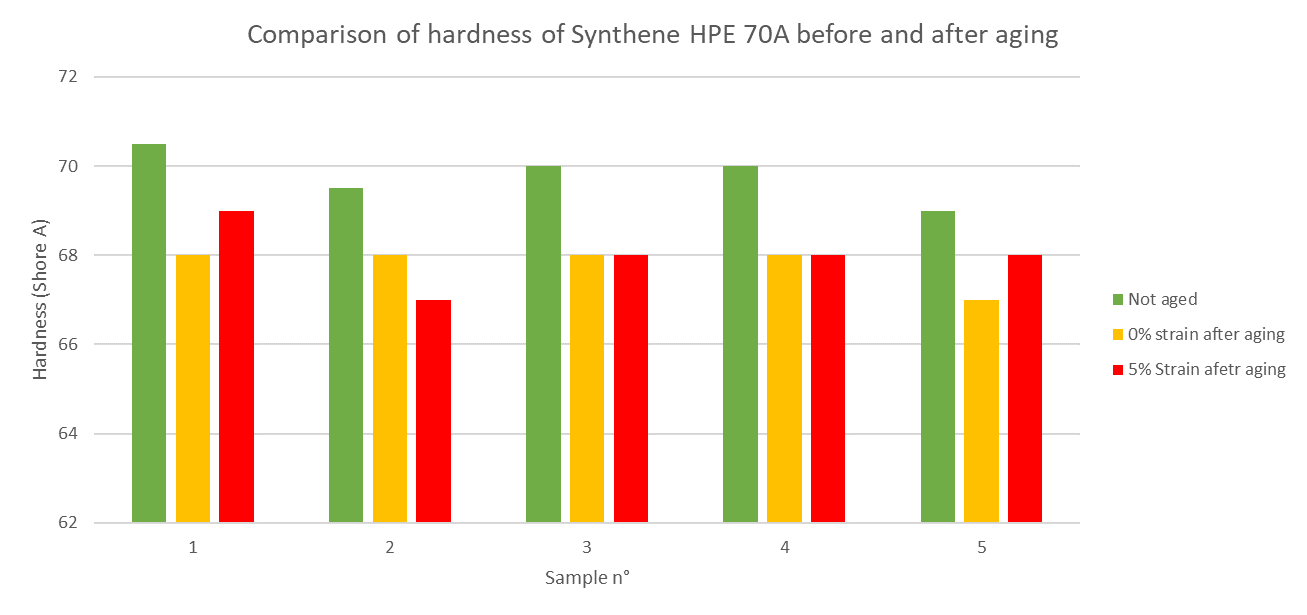 Comparison of hardness of Synthene HPE 70A before and after aging
72
70
68
66
64
62
Hardness (Shore A)
1 2 3 4 5
Sample n°
Not aged
0% strain after aging
5% Strain afetr aging